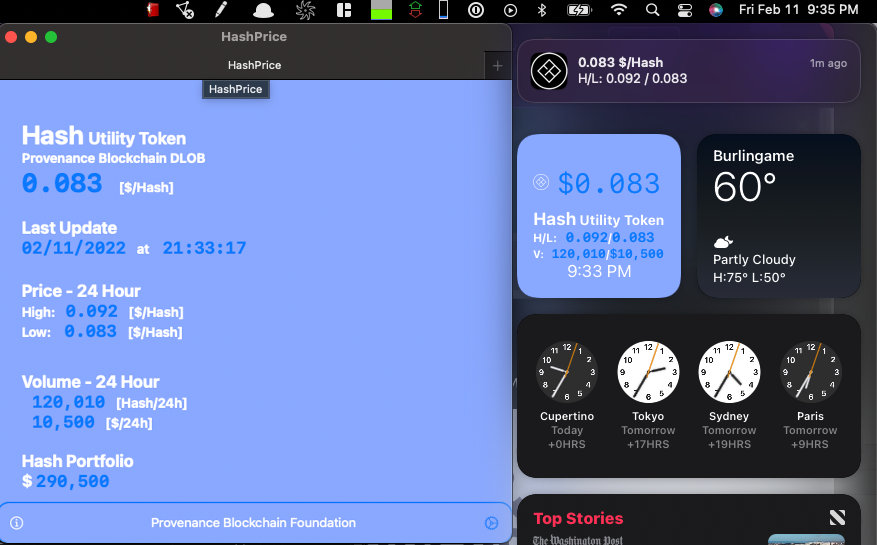 Fri Feb 11 9:35 PM
HashPrice
HashPrice
HashPrice
Hash Utility Token
Provenance Blockchain DLOB
0.083 [$/Hash]
Last Update
02/11/2022 at 21:33:17
Price - 24 Hour
High: 0.092 [$/Hash]
Low: 0.083 [$/Hash]
Volume - 24 Hour
120,010 [Hash/24h]
10,500 [$/24h]
Hash Portfolio
$ 290,500
Provenance Blockchain Foundation
0.083 $/Hash
1m ago
H/L: 0.092 / 0.083
$0.083
Hash Utility Token
H/L: 0.092/0.083
V: 120,010/$10,500
9:33 PM
Burlingame
60°
Partly Cloudy
H:75° L:50°
Cupertino
Today
+0HRS
Tokyo
Tomorrow
+17HRS
Sydney
Tomorrow
+19HRS
Paris
Tomorrow
+9HRS
Top Stories
The Washington Post